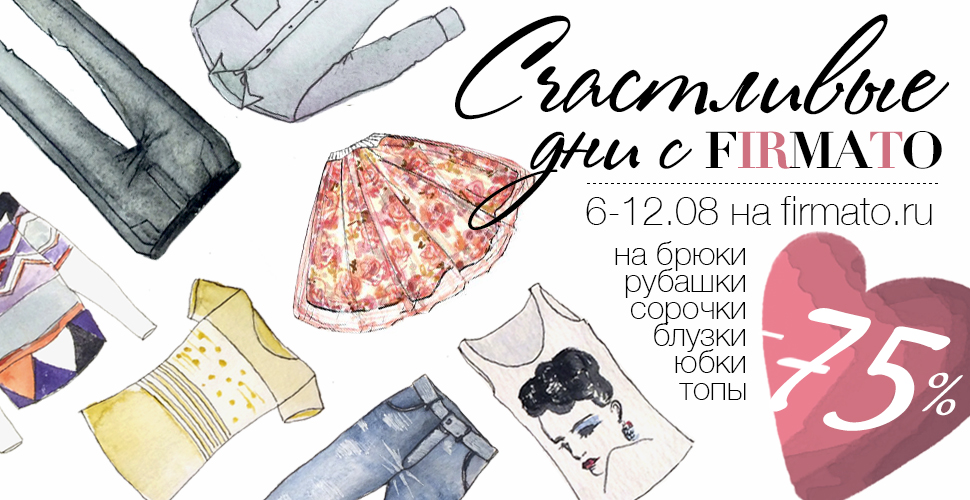 Счастливые
дни с FIRMATO
6-12.08 на firmato.ru
на брюки
рубашки
сорочки
блузки
юбки
топы
-75%